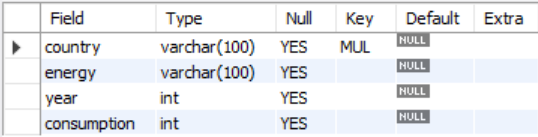 Field Type Null Key Default Extra
country varchar(100) YES MUL NULL
energy varchar(100) YES NULL
year int YES NULL
consumption int YES NULL